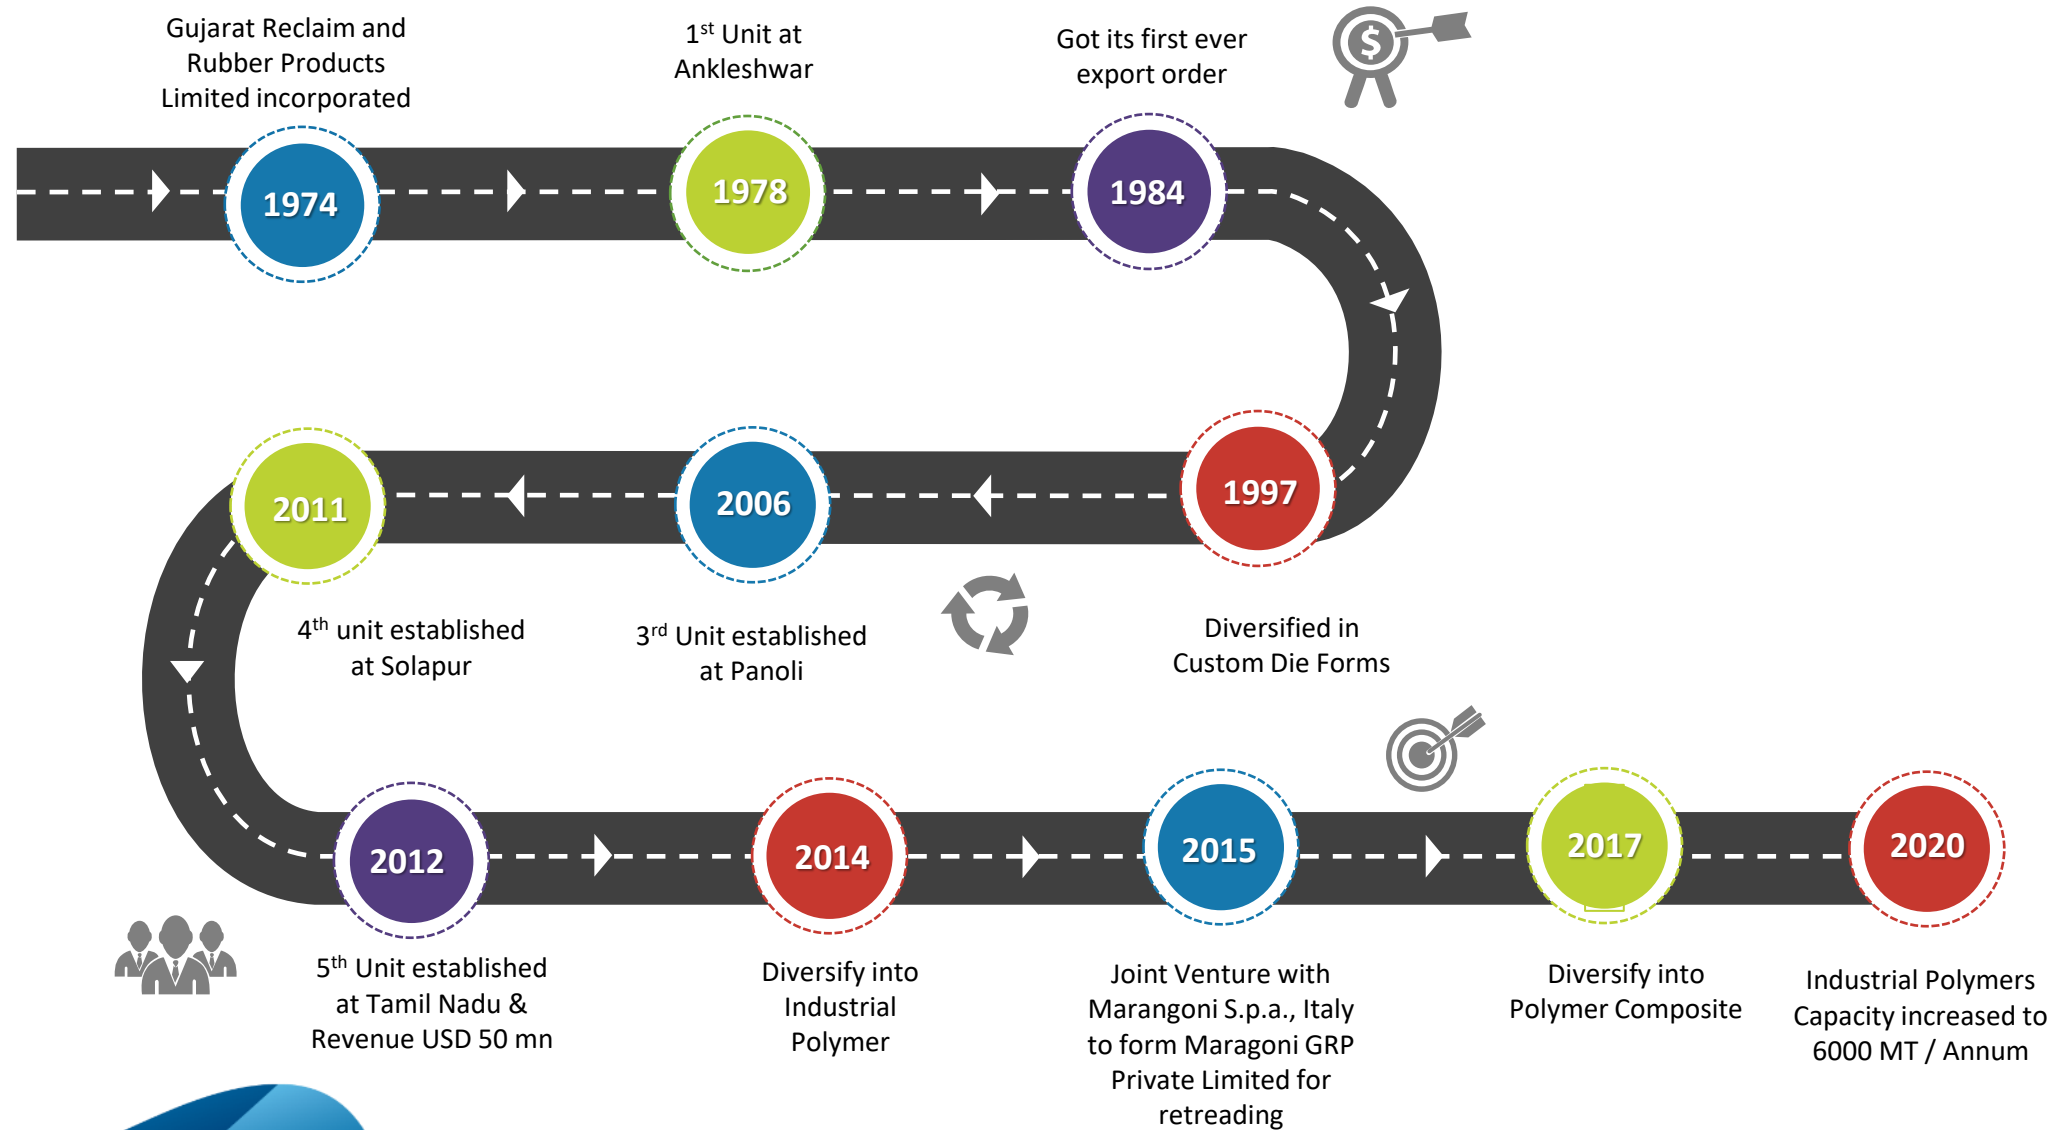 Gujarat Reclaim and
Rubber Products
Limited incorporated
1st Unit at
Ankleshwar
Got its first ever
export order
$
1974
1978
1984
2011
2006
1997
4th unit established
at Solapur
3rd Unit established
at Panoli
Diversified in
Custom Die Forms
2012
2014
2015
2017
2020
5th Unit established
at Tamil Nadu &
Revenue USD 50 mn
Diversify into
Industrial
Polymer
Joint Venture with
Marangoni S.p.a., Italy
to form Maragoni GRP
Private Limited for
retreading
Diversify into
Polymer Composite
Industrial Polymers
Capacity increased to
6000 MT / Annum